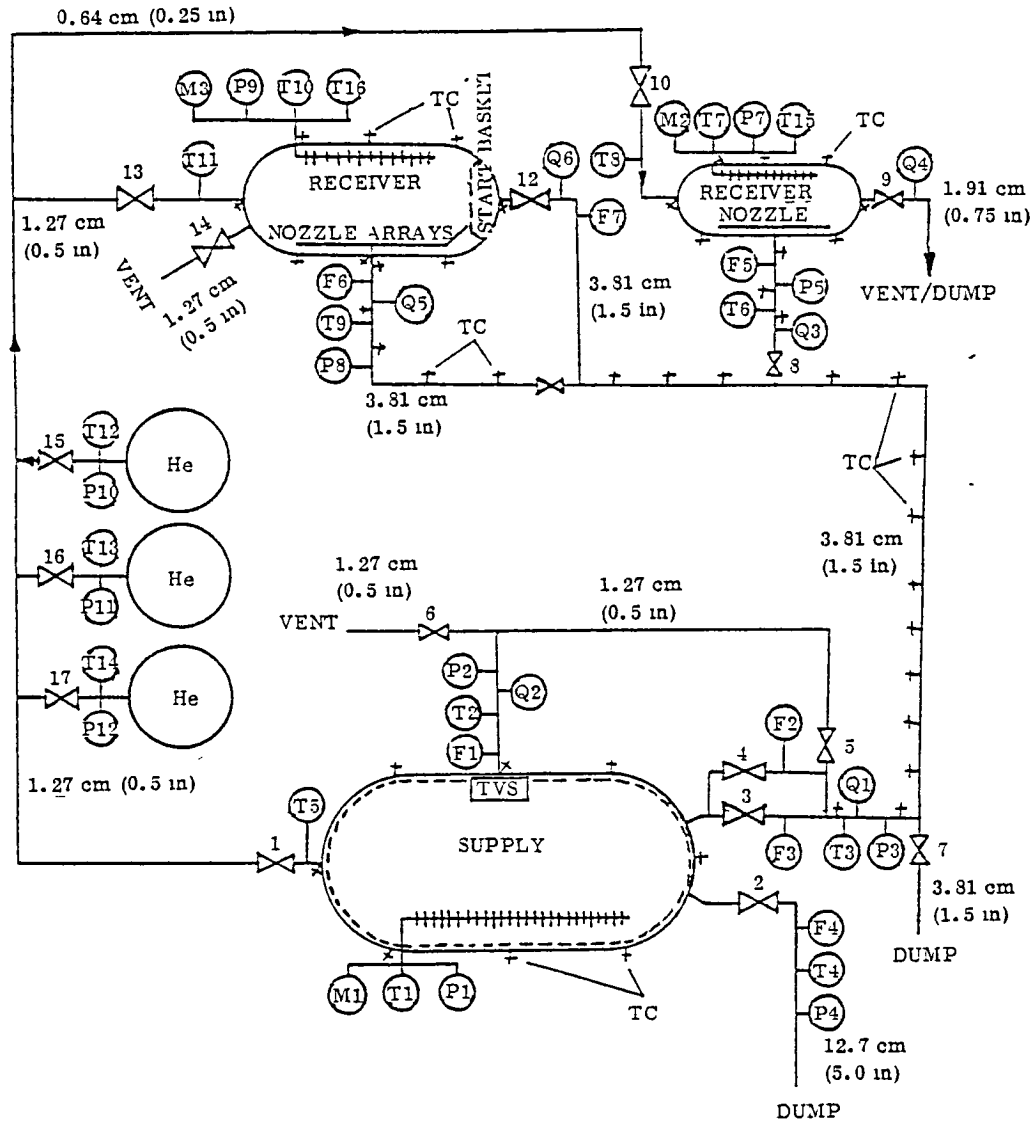 0.64 cm (0.25 in)
10
M3
P9
T10
T16
TC
START BASKET
M2
T7
P7
T15
TC
13
T11
RECEIVER
12
Q6
T8
RECEIVER
NOZZLE
9
Q4
1.91 cm
(0.75 in)
1.27 cm
(0.5 in)
14
NOZZLE ARRAYS
F7
VENT
1.27 cm
(0.5 in)
F6
Q5
T9
P8
3.81 cm
(1.5 in)
F5
P5
T6
Q3
8
VENT/DUMP
TC
3.81 cm
(1.5 in)
TC
15
T12
P10
He
16
T13
P11
He
17
T14
P12
He
3.81 cm
(1.5 in)
1.27 cm
(0.5 in)
1.27 cm
(0.5 in)
VENT
6
P2
Q2
T2
F1
F2
5
4
1.27 cm (0.5 in)
TVS
3
Q1
1
T5
SUPPLY
F3
T3
P3
7
2
3.81 cm
(1.5 in)
DUMP
M1
T1
P1
TC
F4
T4
P4
12.7 cm
(5.0 in)
DUMP